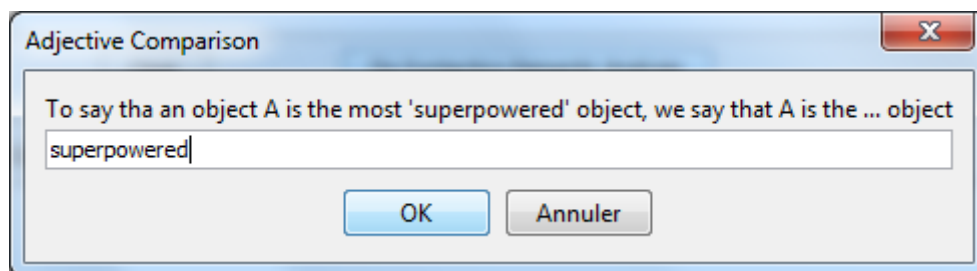 Adjective Comparison
To say tha an object A is the most 'superpowered' object, we say that A is the ... object
superpowered
OK Annuler